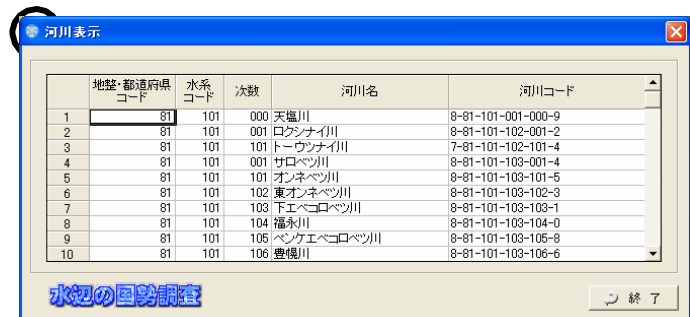 河川表示
地整・都道府県コード 水系コード 次数 河川名 河川コード
1 81 101 000 天塩川 8-81-101-001-000-9
2 81 101 001 ロクシナイ川 8-81-101-102-001-2
3 81 101 101 トーウツナイ川 7-81-101-102-101-4
4 81 101 001 サロベツ川 8-81-101-103-001-4
5 81 101 101 オンネベツ川 8-81-101-103-101-5
6 81 101 102 東オンネベツ川 8-81-101-103-102-3
7 81 101 103 下エベコロベツ川 8-81-101-103-103-1
8 81 101 104 福永川 8-81-101-103-104-0
9 81 101 105 ペンケエベコロベツ川 8-81-101-103-105-8
10 81 101 106 豊幌川 8-81-101-103-106-6
水辺の国勢調査
終 了